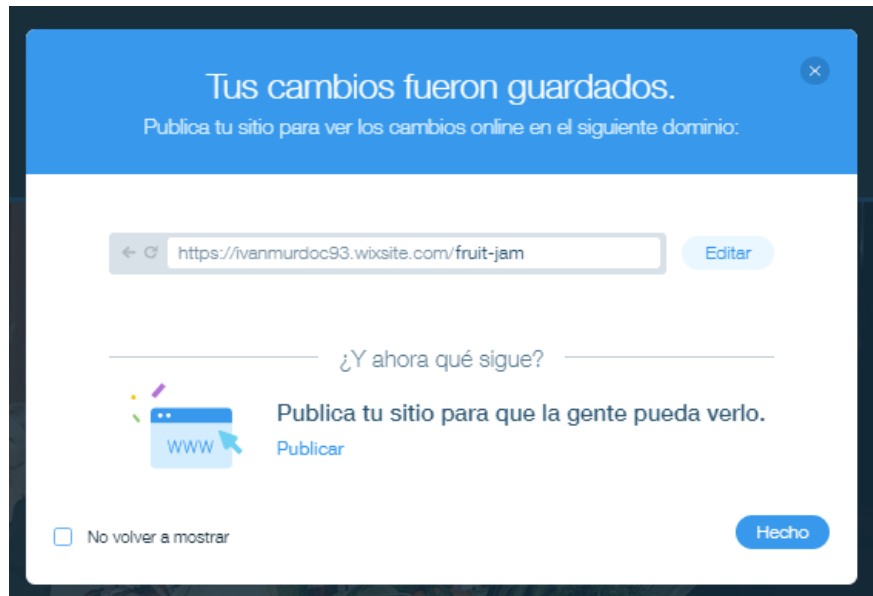 Tus cambios fueron guardados.
Publica tu sitio para ver los cambios online en el siguiente dominio:
https://ivanmurdoc93.wixsite.com/fruit-jam
Editar
¿Y ahora qué sigue?
WWW
Publica tu sitio para que la gente pueda verlo.
Publicar
No volver a mostrar
Hecho